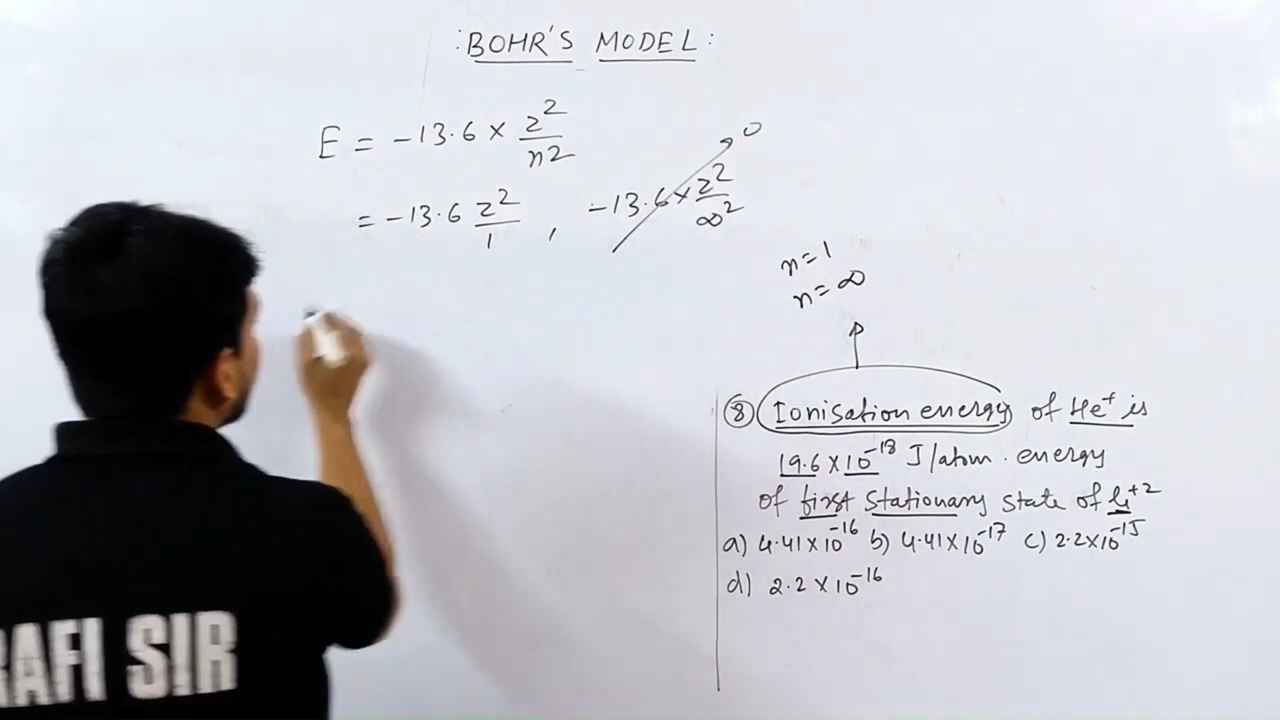 : BOHR'S MODEL :
E = -13.6 × z²/n2
= -13.6 z²/1 , -13.6 × z²/∞² 0
n=1
n=∞
⑧ Ionisation energy of He⁺ is
19.6 × 10⁻¹⁸ J/atom. energy
of first stationary state of Li⁺²
a) 4.41×10⁻¹⁶ b) 4.41×10⁻¹⁷ c) 2.2×10⁻¹⁵
d) 2.2 × 10⁻¹⁶
RAFI SIR